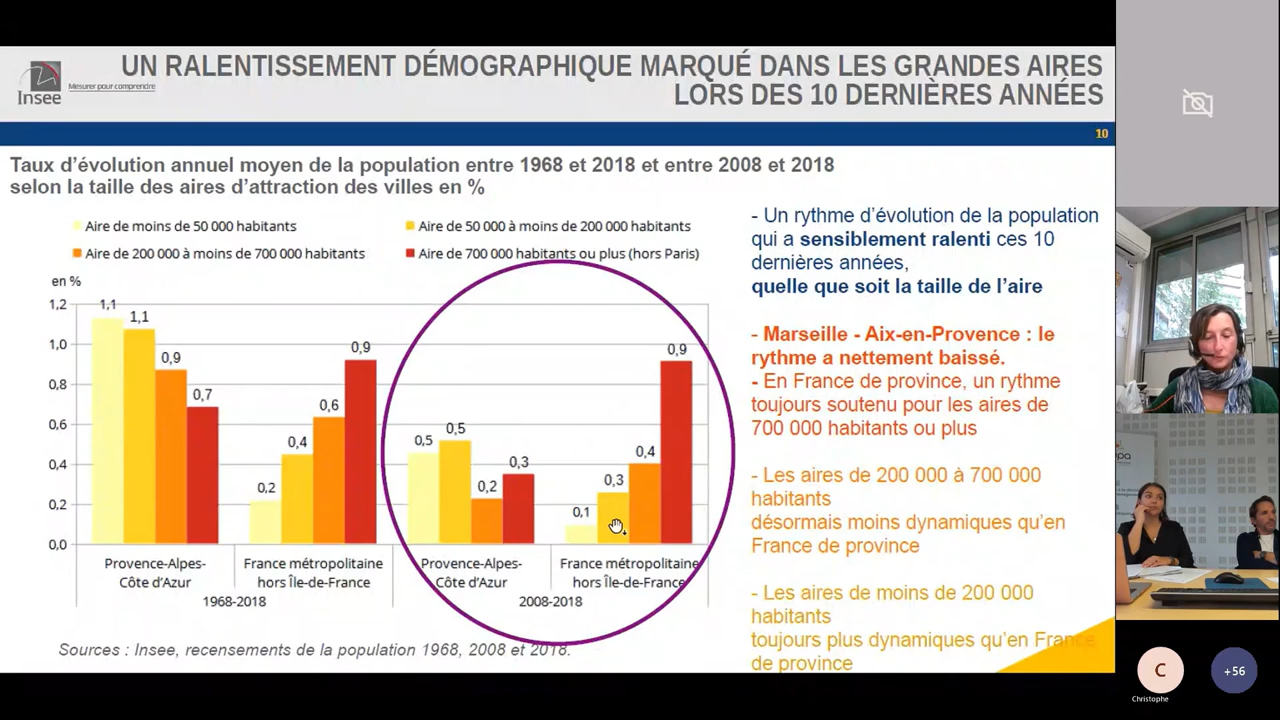 UN RALENTISSEMENT DÉMOGRAPHIQUE MARQUÉ DANS LES GRANDES AIRES
LORS DES 10 DERNIÈRES ANNÉES
Insee
Mesurer pour comprendre
10
Taux d'évolution annuel moyen de la population entre 1968 et 2018 et entre 2008 et 2018
selon la taille des aires d'attraction des villes en %
Aire de moins de 50 000 habitants
Aire de 50 000 à moins de 200 000 habitants
Aire de 200 000 à moins de 700 000 habitants
Aire de 700 000 habitants ou plus (hors Paris)
en %
1,2
1,0
0,8
0,6
0,4
0,2
0,0
1,1
1,1
0,9
0,7
0,2
0,4
0,6
0,9
0,5
0,5
0,2
0,3
0,1
0,3
0,4
0,9
Provence-Alpes-
Côte d'Azur
France métropolitaine
hors Île-de-France
Provence-Alpes-
Côte d'Azur
France métropolitaine
hors Île-de-France
1968-2018
2008-2018
Sources : Insee, recensements de la population 1968, 2008 et 2018.
- Un rythme d'évolution de la population
qui a sensiblement ralenti ces 10
dernières années,
quelle que soit la taille de l'aire
- Marseille - Aix-en-Provence : le
rythme a nettement baissé.
- En France de province, un rythme
toujours soutenu pour les aires de
700 000 habitants ou plus
- Les aires de 200 000 à 700 000
habitants
désormais moins dynamiques qu'en
France de province
- Les aires de moins de 200 000
habitants
toujours plus dynamiques qu'en France
de province
C
Christophe
+56